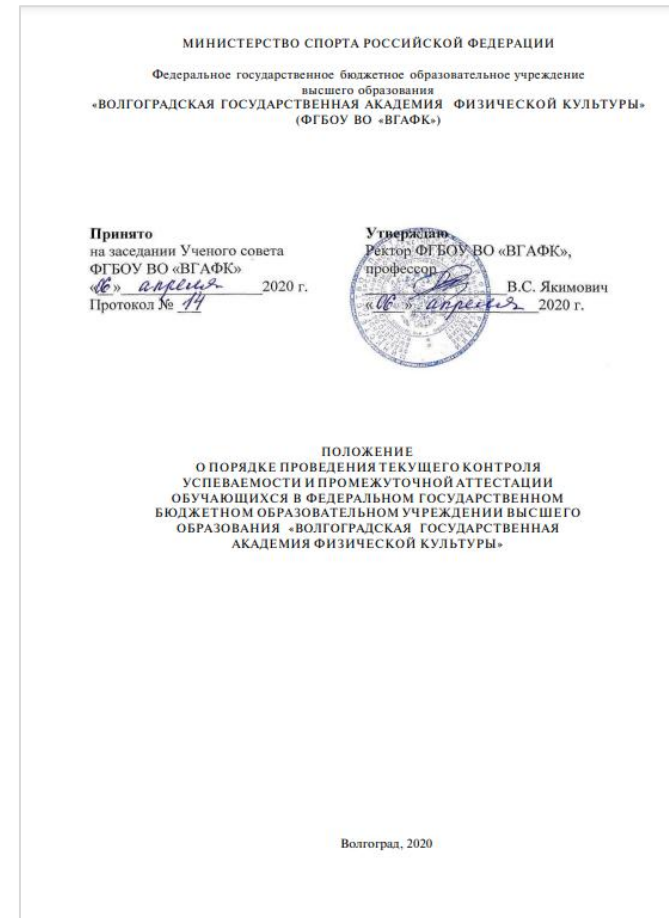 МИНИСТЕРСТВО СПОРТА РОССИЙСКОЙ ФЕДЕРАЦИИ
Федеральное государственное бюджетное образовательное учреждение
высшего образования
«ВОЛГОГРАДСКАЯ ГОСУДАРСТВЕННАЯ АКАДЕМИЯ ФИЗИЧЕСКОЙ КУЛЬТУРЫ»
(ФГБОУ ВО «ВГАФК»)
Принято
на заседании Ученого совета
ФГБОУ ВО «ВГАФК»
«06» апреля 2020 г.
Протокол № 14
Утверждаю
Ректор ФГБОУ ВО «ВГАФК»,
профессор
В.С. Якимович
«06» апреля 2020 г.
ПОЛОЖЕНИЕ
О ПОРЯДКЕ ПРОВЕДЕНИЯ ТЕКУЩЕГО КОНТРОЛЯ
УСПЕВАЕМОСТИ И ПРОМЕЖУТОЧНОЙ АТТЕСТАЦИИ
ОБУЧАЮЩИХСЯ В ФЕДЕРАЛЬНОМ ГОСУДАРСТВЕННОМ
БЮДЖЕТНОМ ОБРАЗОВАТЕЛЬНОМ УЧРЕЖДЕНИИ ВЫСШЕГО
ОБРАЗОВАНИЯ «ВОЛГОГРАДСКАЯ ГОСУДАРСТВЕННАЯ
АКАДЕМИЯ ФИЗИЧЕСКОЙ КУЛЬТУРЫ»
Волгоград, 2020